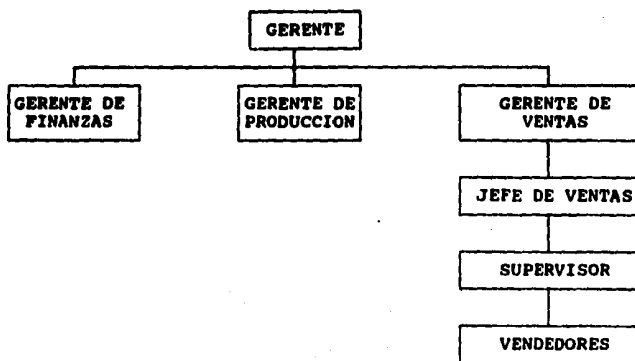 GERENTE
GERENTE DE
FINANZAS
GERENTE DE
PRODUCCION
GERENTE DE
VENTAS
JEFE DE VENTAS
SUPERVISOR
VENDEDORES